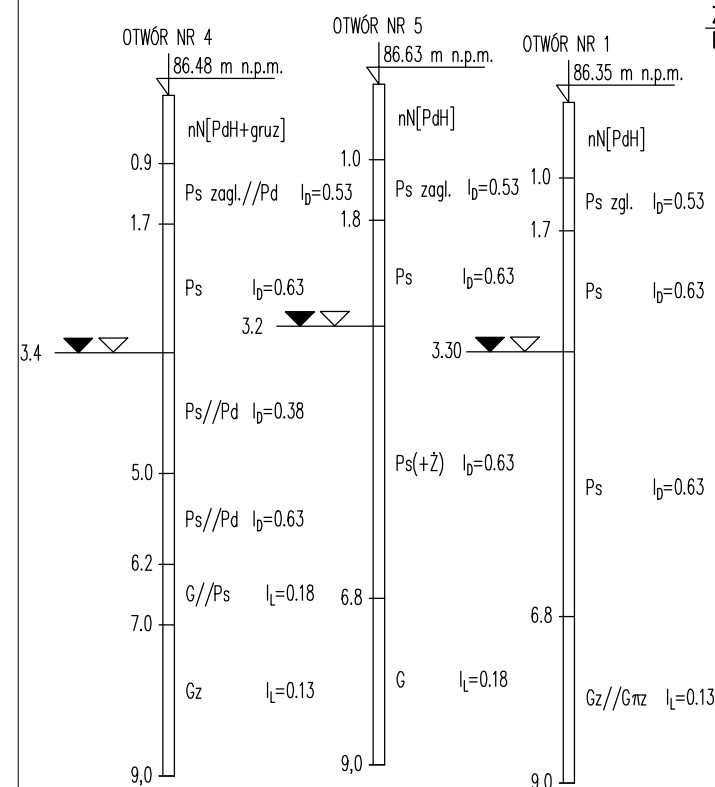 OTWÓR NR 4
86.48 m n.p.m.
nN[PdH+gruz]
0.9
Ps zagl.//Pd I_D=0.53
1.7
Ps I_D=0.63
3.4
Ps//Pd I_D=0.38
5.0
Ps//Pd I_D=0.63
6.2
G//Ps I_L=0.18
7.0
Gz I_L=0.13
9,0
OTWÓR NR 5
86.63 m n.p.m.
nN[PdH]
1.0
Ps zagl. I_D=0.53
1.8
Ps I_D=0.63
3.2
Ps(+Ż) I_D=0.63
6.8
G I_L=0.18
9,0
OTWÓR NR 1
86.35 m n.p.m.
nN[PdH]
1.0
Ps zgl. I_D=0.53
1.7
Ps I_D=0.63
3.30
Ps I_D=0.63
6.8
Gz//Gπz I_L=0.13
9.0